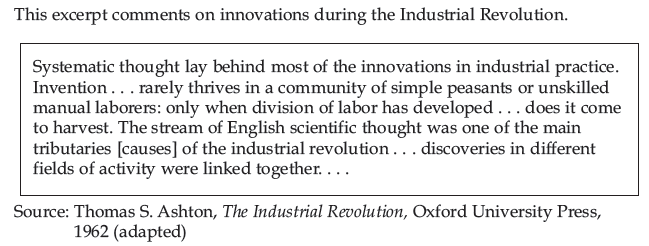 This excerpt comments on innovations during the Industrial Revolution.
Systematic thought lay behind most of the innovations in industrial practice.
Invention . . . rarely thrives in a community of simple peasants or unskilled
manual laborers: only when division of labor has developed . . . does it come
to harvest. The stream of English scientific thought was one of the main
tributaries [causes] of the industrial revolution . . . discoveries in different
fields of activity were linked together. . . .
Source: Thomas S. Ashton, The Industrial Revolution, Oxford University Press,
1962 (adapted)